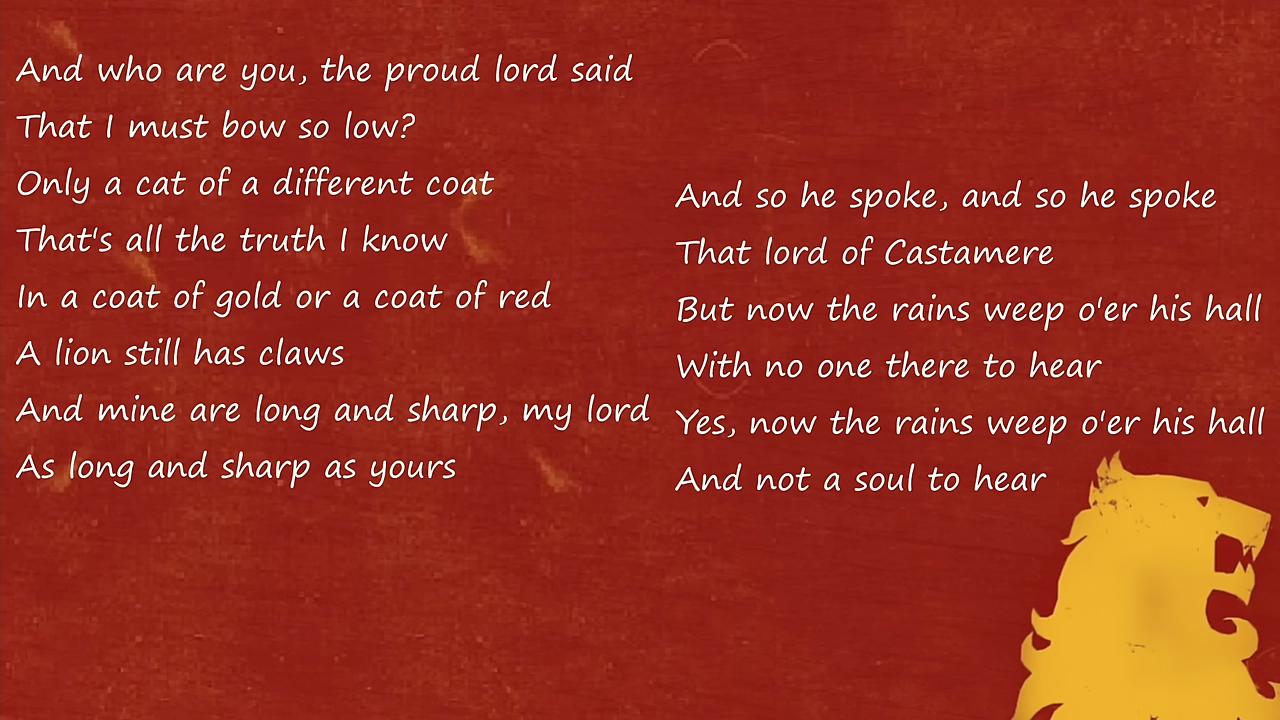 And who are you, the proud lord said
That I must bow so low?
Only a cat of a different coat
That's all the truth I know
In a coat of gold or a coat of red
A lion still has claws
And mine are long and sharp, my lord
As long and sharp as yours
And so he spoke, and so he spoke
That lord of Castamere
But now the rains weep o'er his hall
With no one there to hear
Yes, now the rains weep o'er his hall
And not a soul to hear